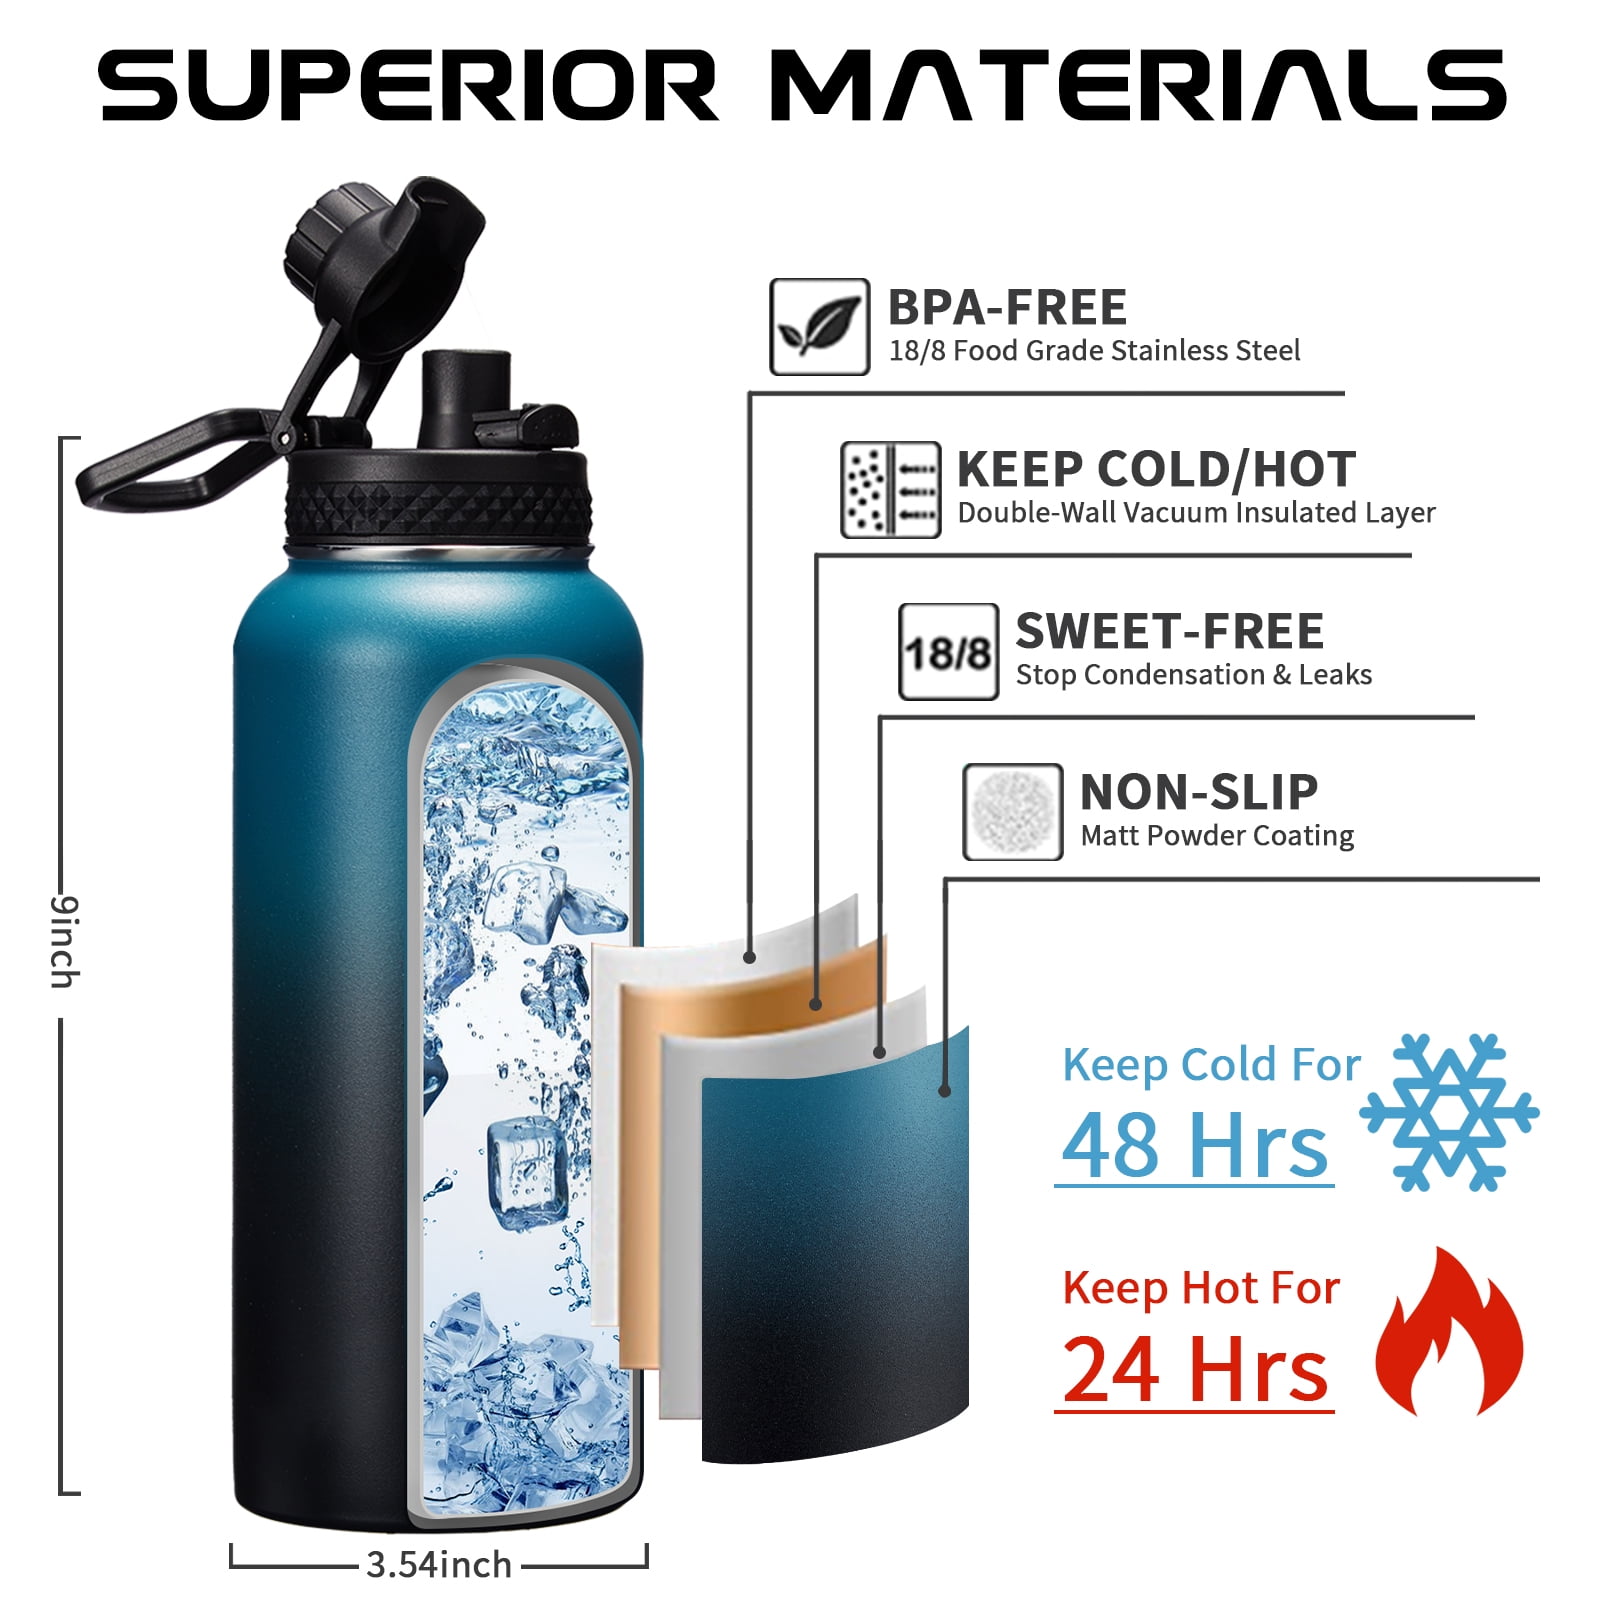 SUPERIOR MATERIALS
BPA-FREE
18/8 Food Grade Stainless Steel
KEEP COLD/HOT
Double-Wall Vacuum Insulated Layer
18/8
SWEET-FREE
Stop Condensation & Leaks
NON-SLIP
Matt Powder Coating
9inch
Keep Cold For
48 Hrs
Keep Hot For
24 Hrs
3.54inch